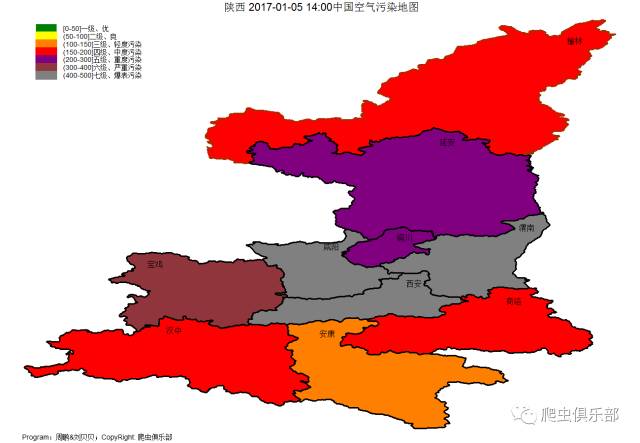 陕西 2017-01-05 14:00中国空气污染地图
[0-50]一级、优
(50-100]二级、良
(100-150]三级、轻度污染
(150-200]四级、中度污染
(200-300]五级、重度污染
(300-400]六级、严重污染
(400-500]七级、爆表污染
榆林
延安
渭南
铜川
咸阳
宝鸡
西安
商洛
汉中
安康
爬虫俱乐部
Program：周鹏&刘贝贝；CopyRight: 爬虫俱乐部